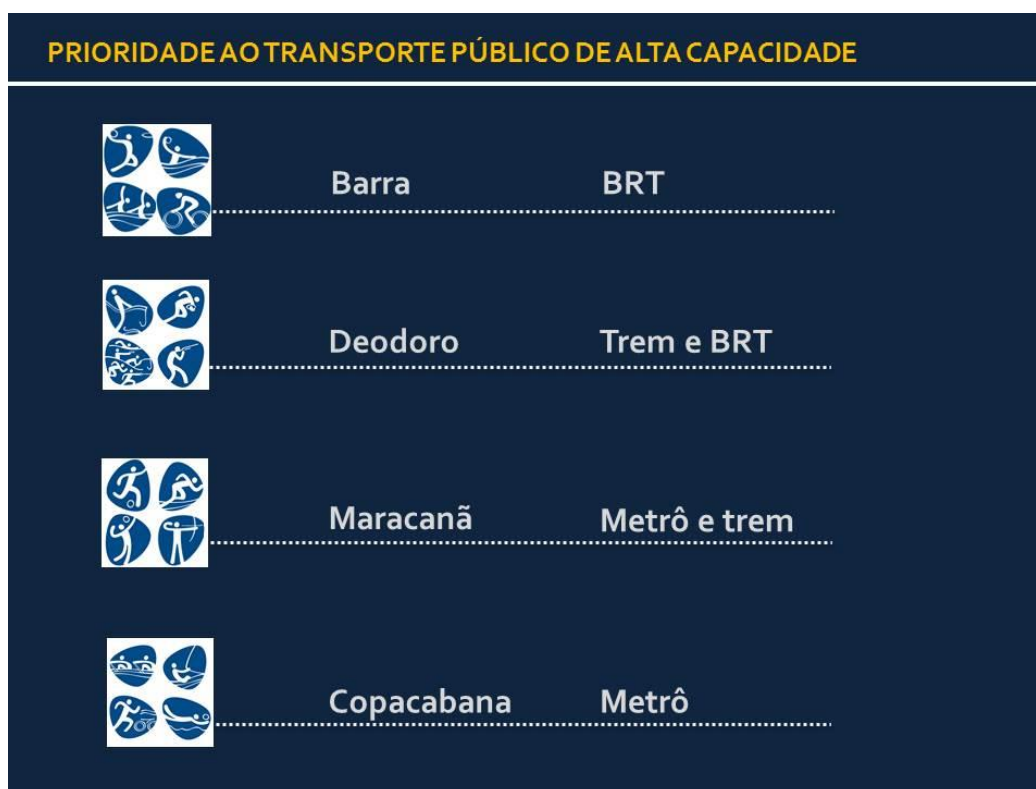 PRIORIDADE AO TRANSPORTE PÚBLICO DE ALTA CAPACIDADE
Barra BRT
Deodoro Trem e BRT
Maracanã Metrô e trem
Copacabana Metrô